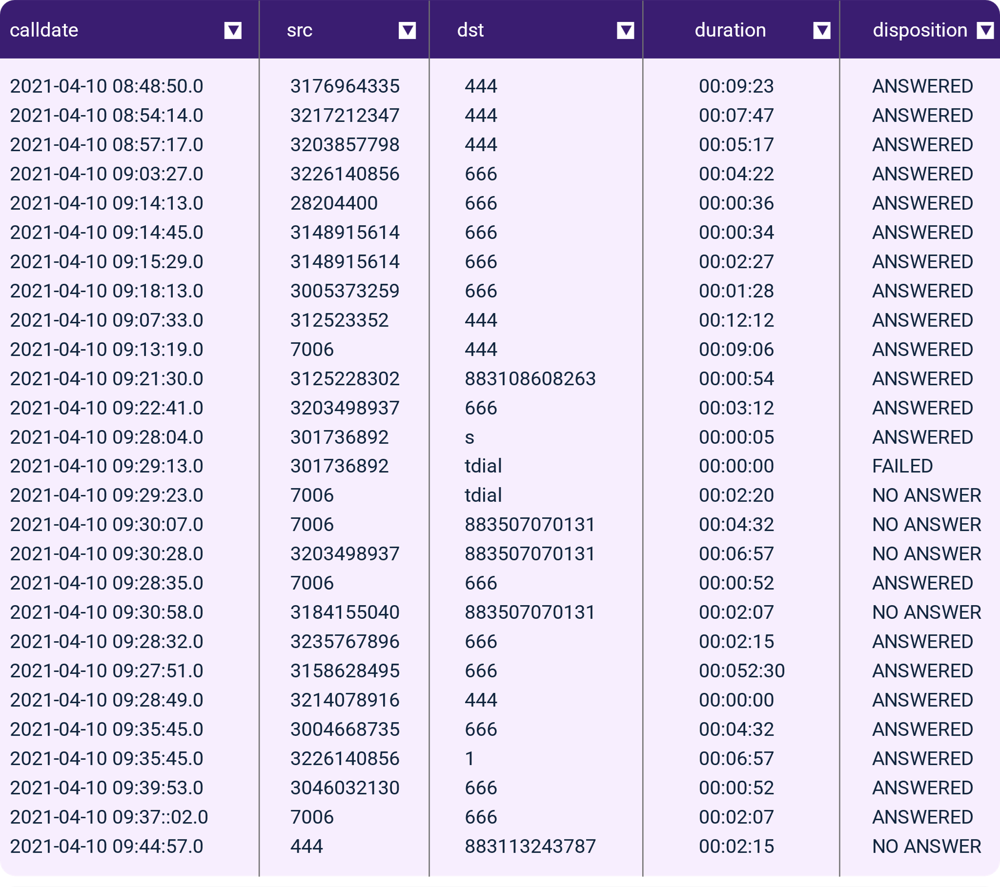 calldate src dst duration disposition
2021-04-10 08:48:50.0 3176964335 444 00:09:23 ANSWERED
2021-04-10 08:54:14.0 3217212347 444 00:07:47 ANSWERED
2021-04-10 08:57:17.0 3203857798 444 00:05:17 ANSWERED
2021-04-10 09:03:27.0 3226140856 666 00:04:22 ANSWERED
2021-04-10 09:14:13.0 28204400 666 00:00:36 ANSWERED
2021-04-10 09:14:45.0 3148915614 666 00:00:34 ANSWERED
2021-04-10 09:15:29.0 3148915614 666 00:02:27 ANSWERED
2021-04-10 09:18:13.0 3005373259 666 00:01:28 ANSWERED
2021-04-10 09:07:33.0 312523352 444 00:12:12 ANSWERED
2021-04-10 09:13:19.0 7006 444 00:09:06 ANSWERED
2021-04-10 09:21:30.0 3125228302 883108608263 00:00:54 ANSWERED
2021-04-10 09:22:41.0 3203498937 666 00:03:12 ANSWERED
2021-04-10 09:28:04.0 301736892 s 00:00:05 ANSWERED
2021-04-10 09:29:13.0 301736892 tdial 00:00:00 FAILED
2021-04-10 09:29:23.0 7006 tdial 00:02:20 NO ANSWER
2021-04-10 09:30:07.0 7006 883507070131 00:04:32 NO ANSWER
2021-04-10 09:30:28.0 3203498937 883507070131 00:06:57 NO ANSWER
2021-04-10 09:28:35.0 7006 666 00:00:52 ANSWERED
2021-04-10 09:30:58.0 3184155040 883507070131 00:02:07 NO ANSWER
2021-04-10 09:28:32.0 3235767896 666 00:02:15 ANSWERED
2021-04-10 09:27:51.0 3158628495 666 00:052:30 ANSWERED
2021-04-10 09:28:49.0 3214078916 444 00:00:00 ANSWERED
2021-04-10 09:35:45.0 3004668735 666 00:04:32 ANSWERED
2021-04-10 09:35:45.0 3226140856 1 00:06:57 ANSWERED
2021-04-10 09:39:53.0 3046032130 666 00:00:52 ANSWERED
2021-04-10 09:37::02.0 7006 666 00:02:07 ANSWERED
2021-04-10 09:44:57.0 444 883113243787 00:02:15 NO ANSWER